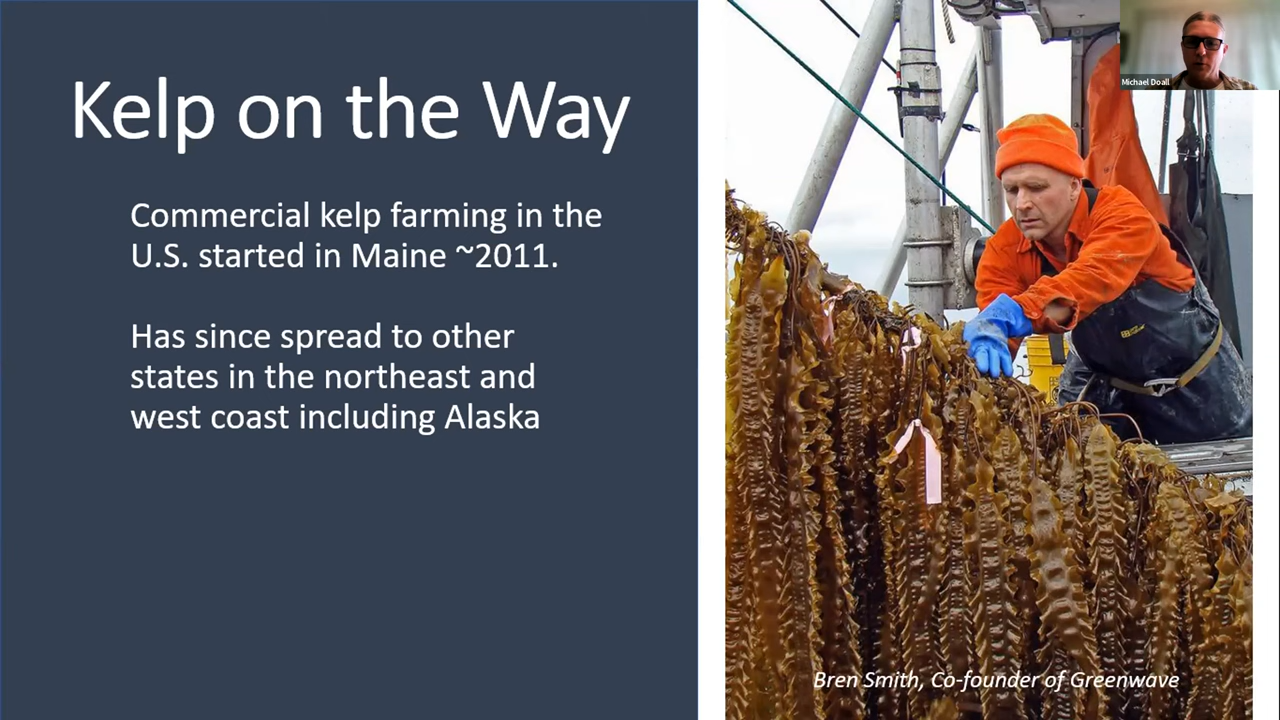 Kelp on the Way
Commercial kelp farming in the
U.S. started in Maine ~2011.
Has since spread to other
states in the northeast and
west coast including Alaska
Michael Doall
Bren Smith, Co-founder of Greenwave